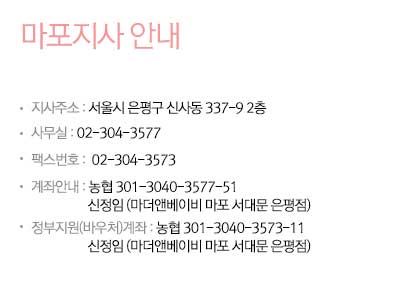 마포지사 안내
• 지사주소 : 서울시 은평구 신사동 337-9 2층
• 사무실 : 02-304-3577
• 팩스번호 : 02-304-3573
• 계좌안내 : 농협 301-3040-3577-51
신정임 (마더앤베이비 마포 서대문 은평점)
• 정부지원(바우처)계좌 : 농협 301-3040-3573-11
신정임 (마더앤베이비 마포 서대문 은평점)